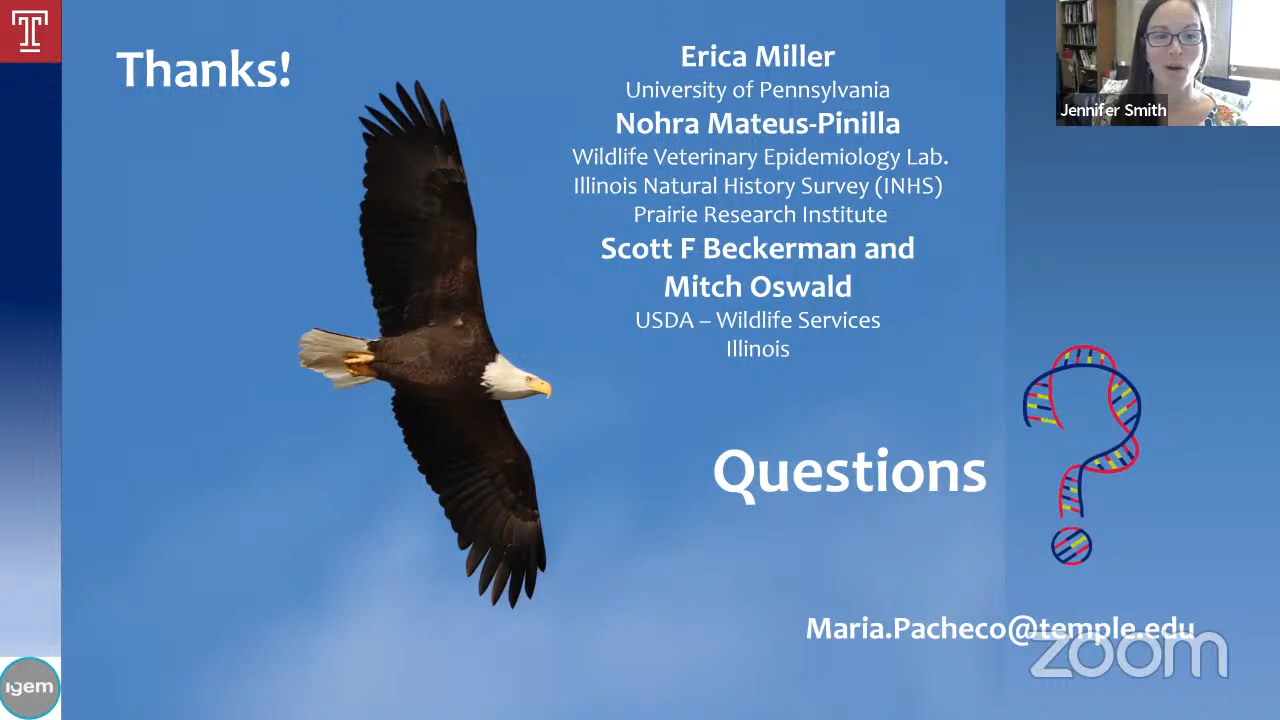 T
Thanks!
Erica Miller
University of Pennsylvania
Nohra Mateus-Pinilla
Wildlife Veterinary Epidemiology Lab.
Illinois Natural History Survey (INHS)
Prairie Research Institute
Scott F Beckerman and
Mitch Oswald
USDA – Wildlife Services
Illinois
Jennifer Smith
Questions
Maria.Pacheco@temple.edu
zoom
igem